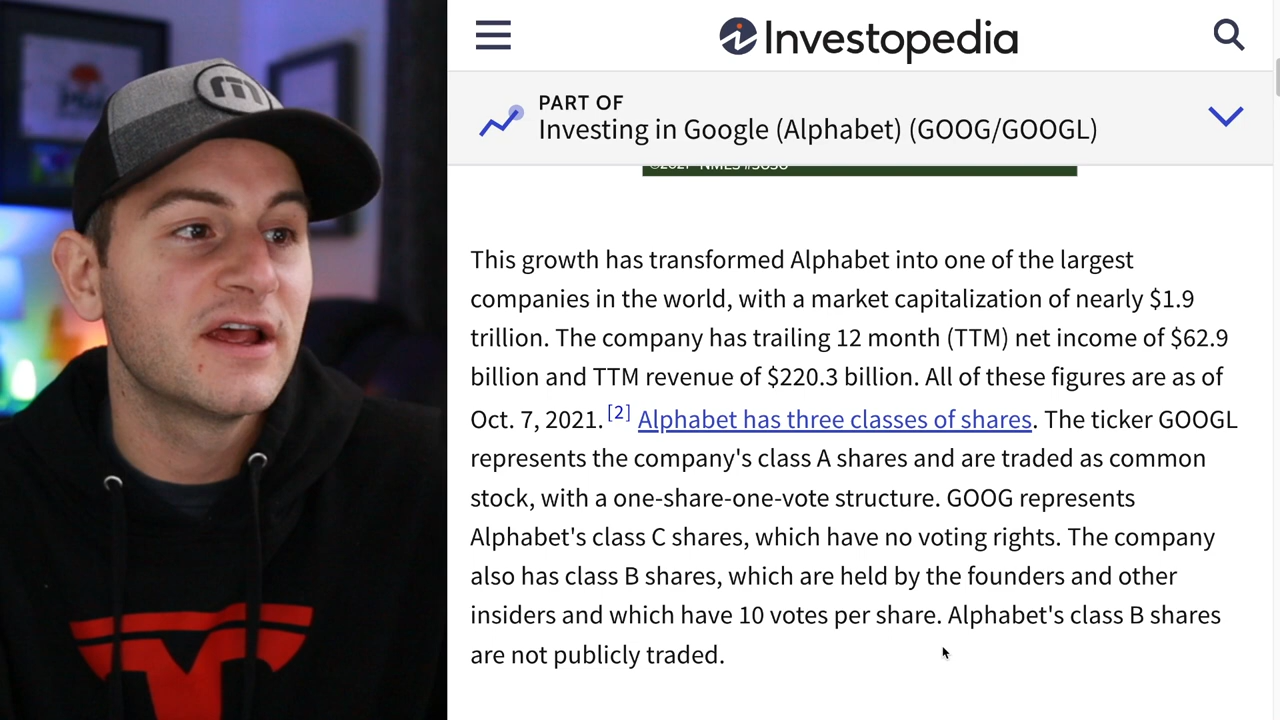 Investopedia
PART OF
Investing in Google (Alphabet) (GOOG/GOOGL)
This growth has transformed Alphabet into one of the largest
companies in the world, with a market capitalization of nearly $1.9
trillion. The company has trailing 12 month (TTM) net income of $62.9
billion and TTM revenue of $220.3 billion. All of these figures are as of
Oct. 7, 2021.[2] Alphabet has three classes of shares. The ticker GOOGL
represents the company's class A shares and are traded as common
stock, with a one-share-one-vote structure. GOOG represents
Alphabet's class C shares, which have no voting rights. The company
also has class B shares, which are held by the founders and other
insiders and which have 10 votes per share. Alphabet's class B shares
are not publicly traded.